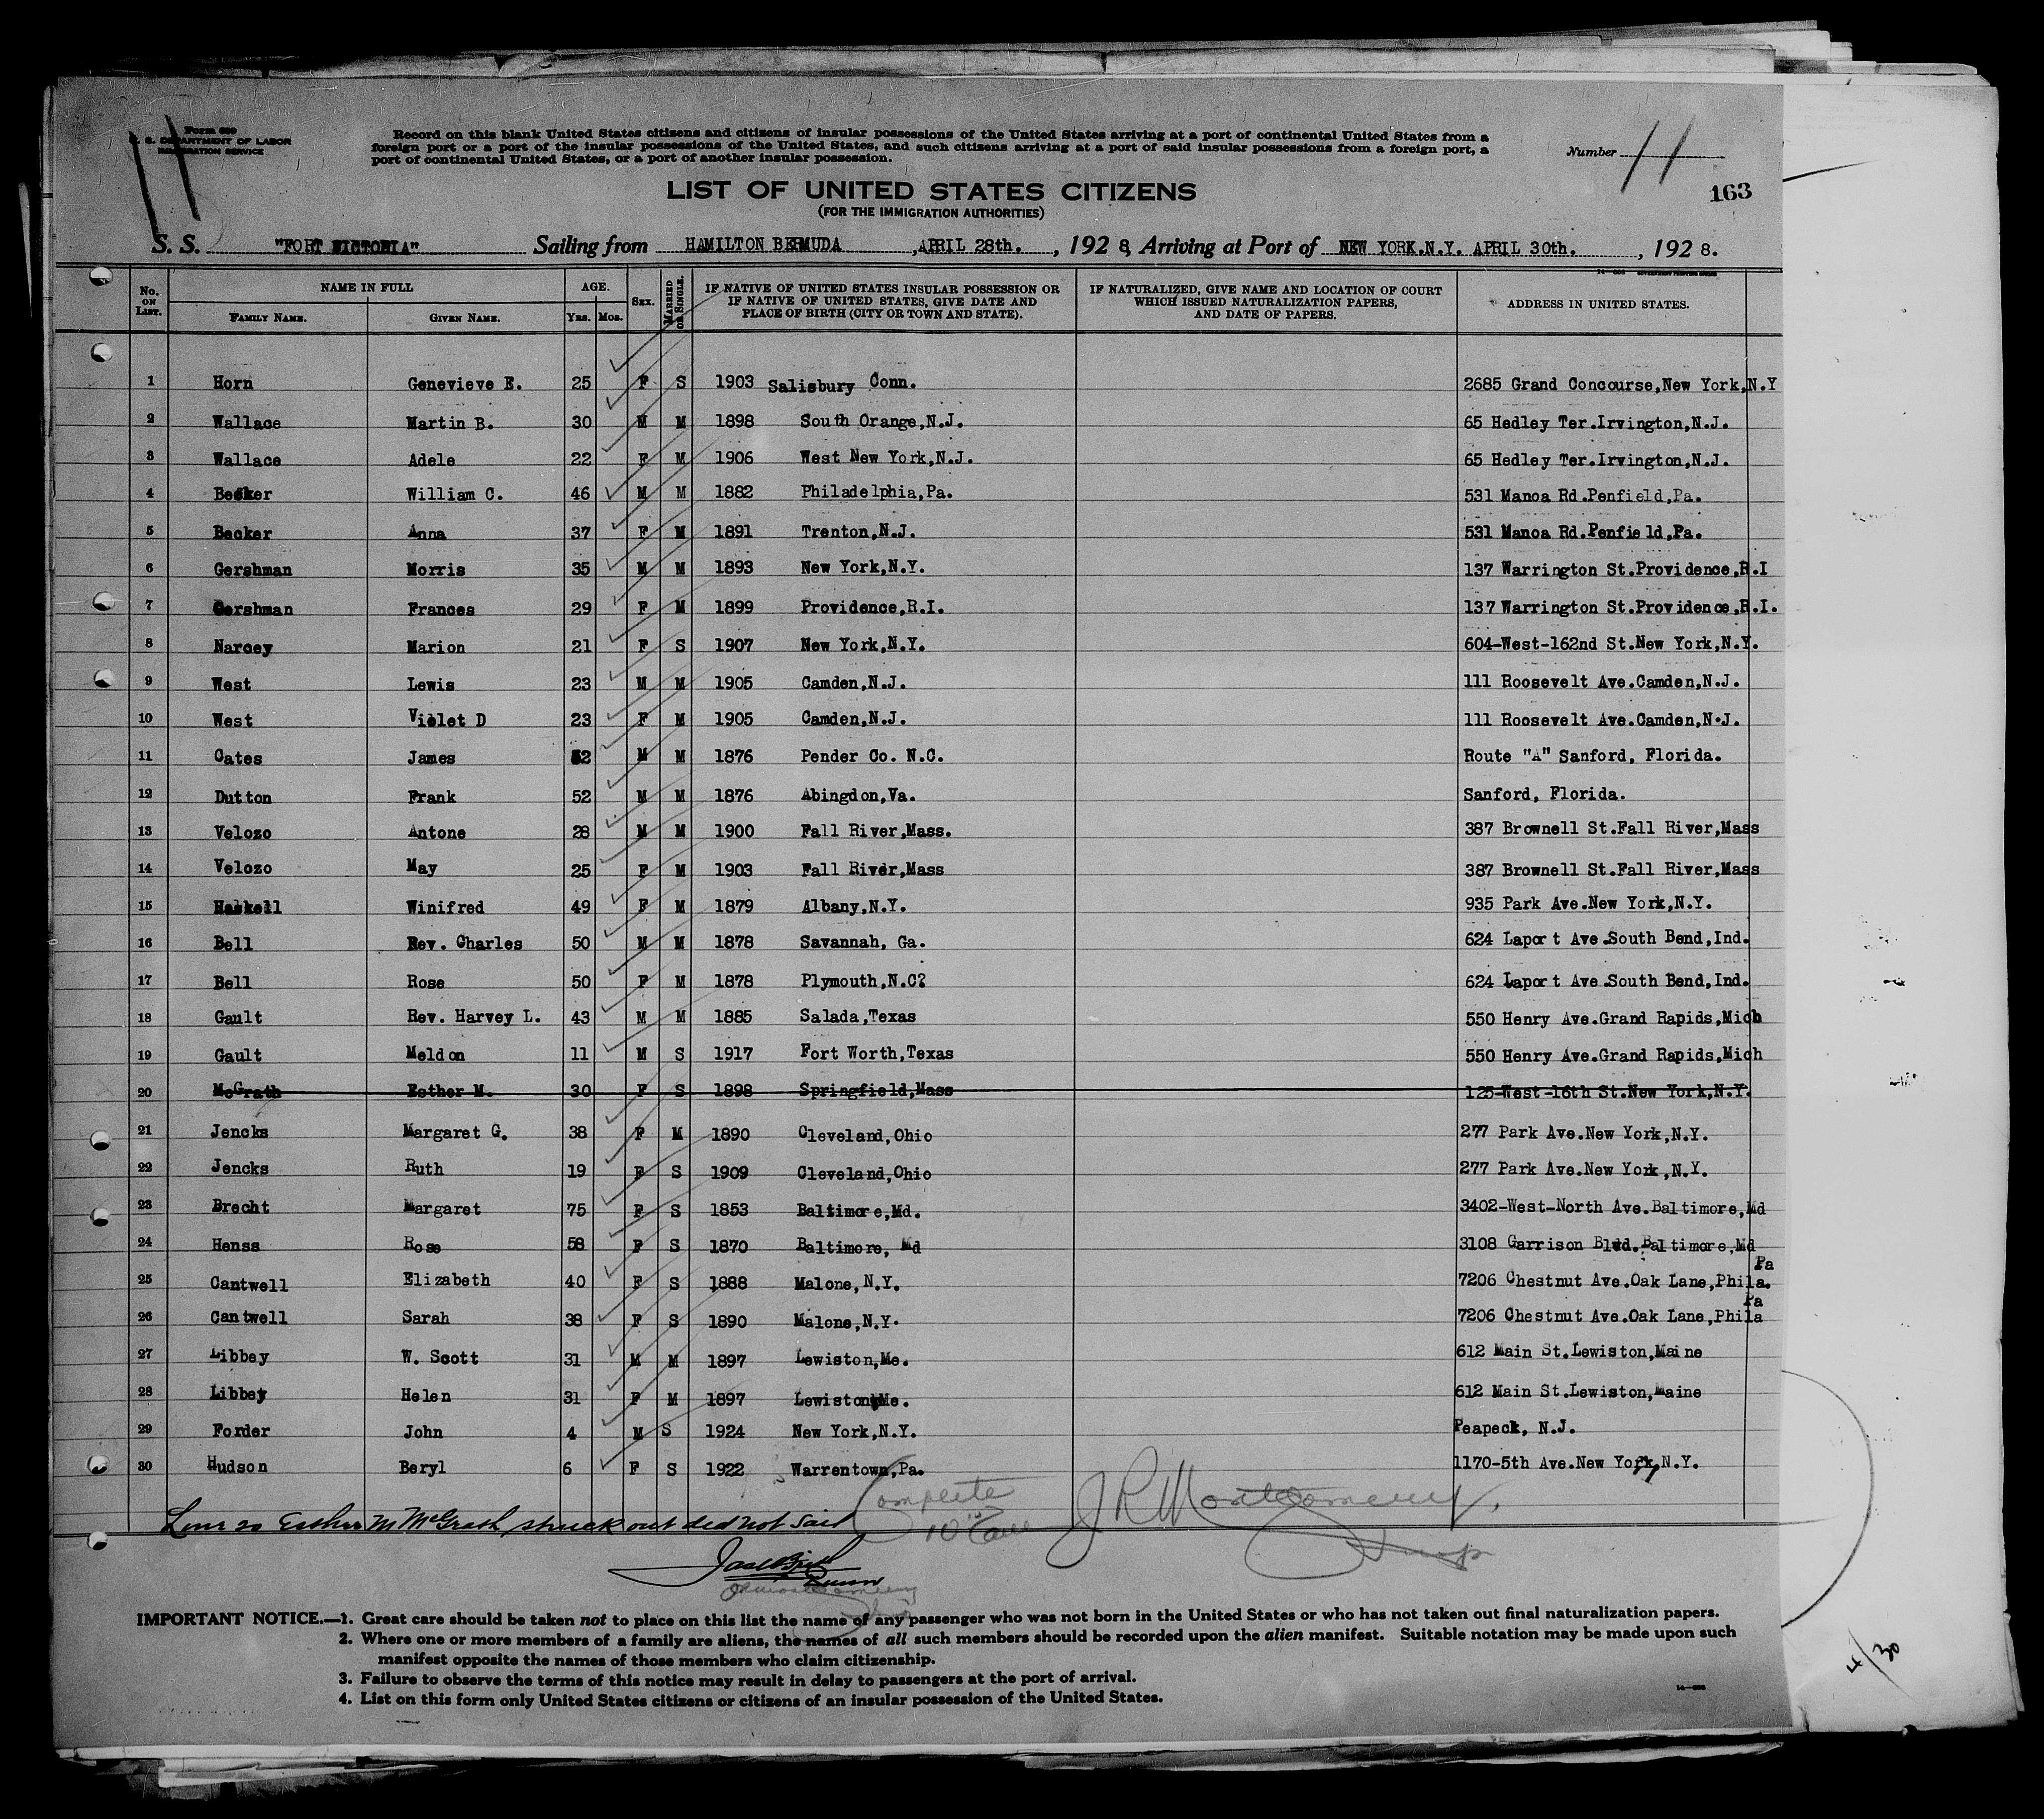 Form 630
U. S. DEPARTMENT OF LABOR
IMMIGRATION SERVICE
Record on this blank United States citizens and citizens of insular possessions of the United States arriving at a port of continental United States from a
foreign port or a port of the insular possessions of the United States, and such citizens arriving at a port of said insular possessions from a foreign port, a
port of continental United States, or a port of another insular possession.
Number 11
163
LIST OF UNITED STATES CITIZENS
(FOR THE IMMIGRATION AUTHORITIES)
S. S. "FORT VICTORIA" Sailing from HAMILTON BERMUDA ,APRIL 28th. , 192 8, Arriving at Port of NEW YORK.N.Y. APRIL 30th. , 192 8.
No. ON LIST. NAME IN FULL FAMILY NAME. GIVEN NAME. AGE. YRS. MOS. SEX. MARRIED OR SINGLE. IF NATIVE OF UNITED STATES INSULAR POSSESSION OR IF NATIVE OF UNITED STATES, GIVE DATE AND PLACE OF BIRTH (CITY OR TOWN AND STATE). IF NATURALIZED, GIVE NAME AND LOCATION OF COURT WHICH ISSUED NATURALIZATION PAPERS, AND DATE OF PAPERS. ADDRESS IN UNITED STATES.
1 Horn Genevieve E. 25 F S 1903 Salisbury Conn. 2685 Grand Concourse,New York,N.Y
2 Wallace Martin B. 30 M M 1898 South Orange,N.J. 65 Hedley Ter.Irvington,N.J.
3 Wallace Adele 22 F M 1906 West New York,N.J. 65 Hedley Ter.Irvington,N.J.
4 Becker William C. 46 M M 1882 Philadelphia,Pa. 531 Manoa Rd.Penfield,Pa.
5 Becker Anna 37 F M 1891 Trenton,N.J. 531 Manoa Rd.Penfield,Pa.
6 Gershman Morris 35 M M 1893 New York,N.Y. 137 Warrington St.Providence,R.I
7 Gershman Frances 29 F M 1899 Providence,R.I. 137 Warrington St.Providence,R.I.
8 Narcey Marion 21 F S 1907 New York,N.Y. 604-West-162nd St.New York,N.Y.
9 West Lewis 23 M M 1905 Camden,N.J. 111 Roosevelt Ave.Camden,N.J.
10 West Violet D 23 F M 1905 Camden,N.J. 111 Roosevelt Ave.Camden,N.J.
11 Cates James 52 M M 1876 Pender Co. N.C. Route "A" Sanford, Florida.
12 Dutton Frank 52 M M 1876 Abingdon,Va. Sanford, Florida.
13 Velozo Antone 28 M M 1900 Fall River,Mass. 387 Brownell St.Fall River,Mass
14 Velozo May 25 F M 1903 Fall River,Mass 387 Brownell St.Fall River,Mass
15 Haskell Winifred 49 F M 1879 Albany,N.Y. 935 Park Ave.New York,N.Y.
16 Bell Rev. Charles 50 M M 1878 Savannah, Ga. 624 Laport Ave.South Bend,Ind.
17 Bell Rose 50 F M 1878 Plymouth,N.C? 624 Laport Ave.South Bend,Ind.
18 Gault Rev. Harvey L. 43 M M 1885 Salada,Texas 550 Henry Ave.Grand Rapids,Mich
19 Gault Meldon 11 M S 1917 Fort Worth,Texas 550 Henry Ave.Grand Rapids,Mich
20 McGrath Esther M. 30 F S 1898 Springfield,Mass 125-West-16th St.New York,N.Y.
21 Jencks Margaret G. 38 F M 1890 Cleveland,Ohio 277 Park Ave.New York,N.Y.
22 Jencks Ruth 19 F S 1909 Cleveland,Ohio 277 Park Ave.New York,N.Y.
23 Brecht Margaret 75 F S 1853 Baltimore,Md. 3402-West-North Ave.Baltimore,Md
24 Henss Rose 58 F S 1870 Baltimore, Md 3108 Garrison Blvd.Baltimore,Md
25 Cantwell Elizabeth 40 F S 1888 Malone,N.Y. 7206 Chestnut Ave.Oak Lane,Phila. Pa
26 Cantwell Sarah 38 F S 1890 Malone,N.Y. 7206 Chestnut Ave.Oak Lane,Phila Pa
27 Libbey W. Scott 31 M M 1897 Lewiston,Me. 612 Main St.Lewiston,Maine
28 Libbey Helen 31 F M 1897 Lewiston,Me. 612 Main St.Lewiston,Maine
29 Forder John 4 M S 1924 New York,N.Y. Peapeck, N.J.
30 Hudson Beryl 6 F S 1922 Warrentown,Pa. 1170-5th Ave.New York,N.Y.
Line 20 Esther M McGrath, struck out did not sail
Complete
J R Montgomery
Insp
IMPORTANT NOTICE.—1. Great care should be taken not to place on this list the name of any passenger who was not born in the United States or who has not taken out final naturalization papers.
2. Where one or more members of a family are aliens, the names of all such members should be recorded upon the alien manifest. Suitable notation may be made upon such
manifest opposite the names of those members who claim citizenship.
3. Failure to observe the terms of this notice may result in delay to passengers at the port of arrival.
4. List on this form only United States citizens or citizens of an insular possession of the United States.
4/30